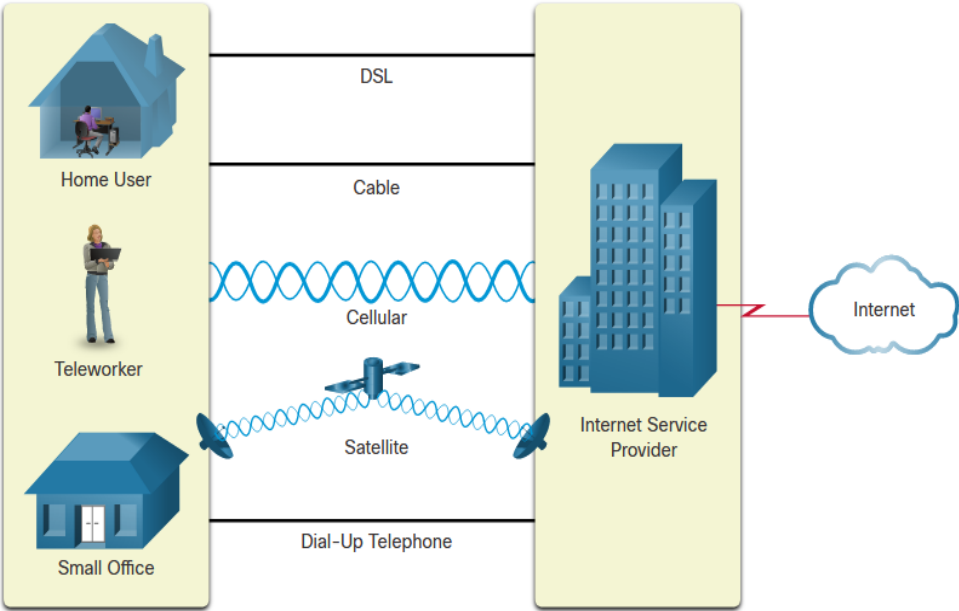 DSL
Home User
Cable
Cellular
Teleworker
Internet
Satellite
Internet Service
Provider
Dial-Up Telephone
Small Office